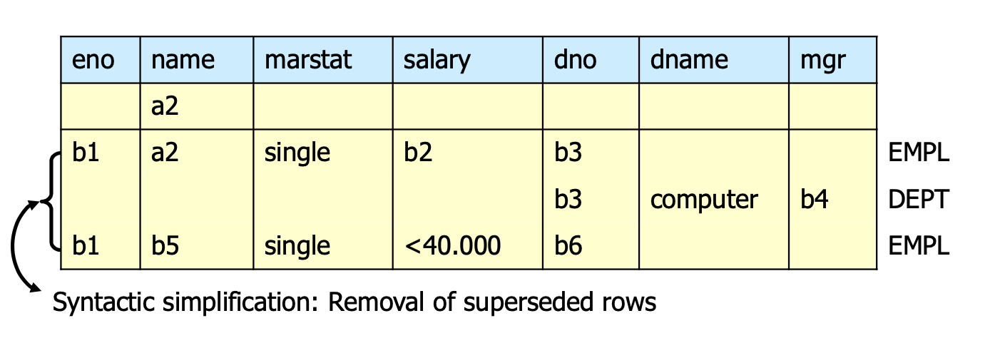 eno name marstat salary dno dname mgr
a2
b1 a2 single b2 b3 EMPL
b3 computer b4 DEPT
b1 b5 single <40.000 b6 EMPL
Syntactic simplification: Removal of superseded rows